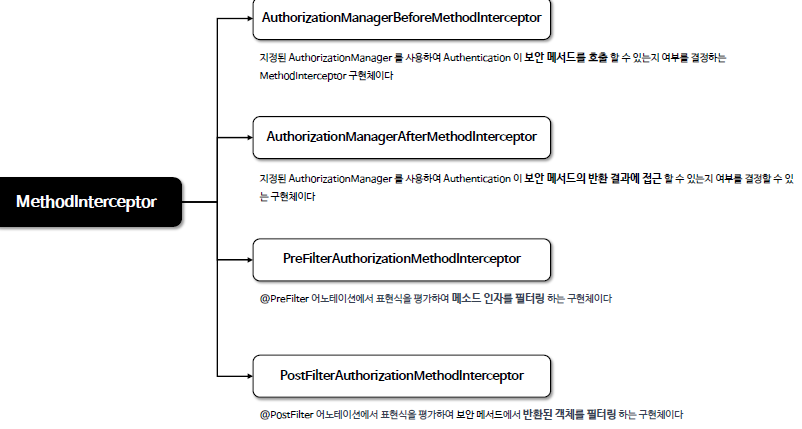 AuthorizationManagerBeforeMethodInterceptor
지정된 AuthorizationManager 를 사용하여 Authentication 이 보안 메서드를 호출 할 수 있는지 여부를 결정하는
MethodInterceptor 구현체이다
AuthorizationManagerAfterMethodInterceptor
지정된 AuthorizationManager 를 사용하여 Authentication 이 보안 메서드의 반환 결과에 접근 할 수 있는지 여부를 결정할 수 있
는 구현체이다
MethodInterceptor
PreFilterAuthorizationMethodInterceptor
@PreFilter 어노테이션에서 표현식을 평가하여 메소드 인자를 필터링 하는 구현체이다
PostFilterAuthorizationMethodInterceptor
@PostFilter 어노테이션에서 표현식을 평가하여 보안 메서드에서 반환된 객체를 필터링 하는 구현체이다